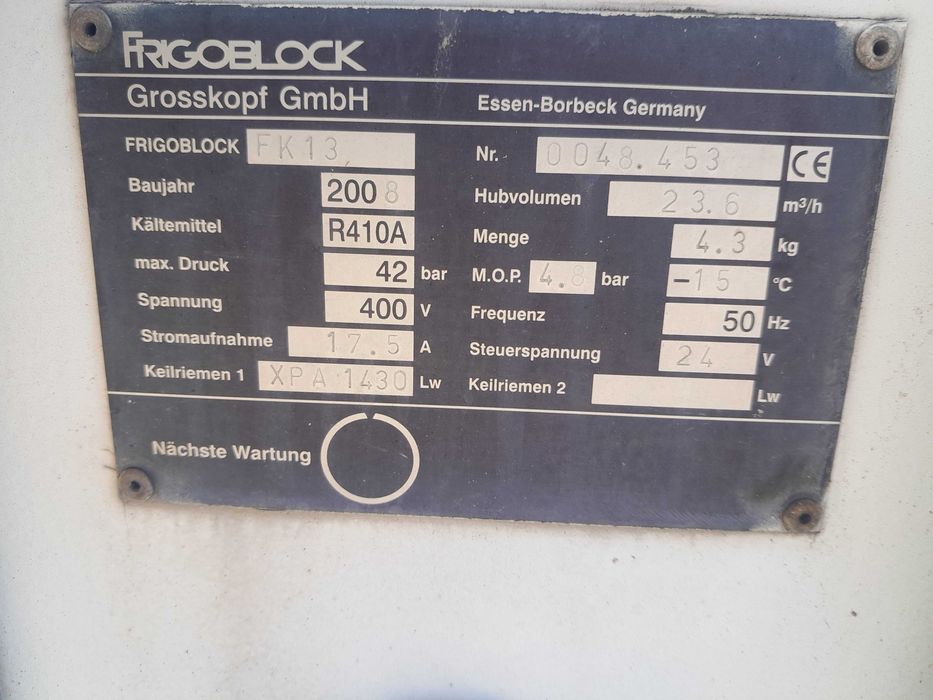 FRIGOBLOCK
Grosskopf GmbH Essen-Borbeck Germany
FRIGOBLOCK FK13, Nr. 0048.453 CE
Baujahr 2008 Hubvolumen 23.6 m³/h
Kältemittel R410A Menge 4.3 kg
max. Druck 42 bar M.O.P. 4.8 bar -15 °C
Spannung 400 V Frequenz 50 Hz
Stromaufnahme 17.5 A Steuerspannung 24 V
Keilriemen 1 XPA 1430 Lw Keilriemen 2 Lw
Nächste Wartung